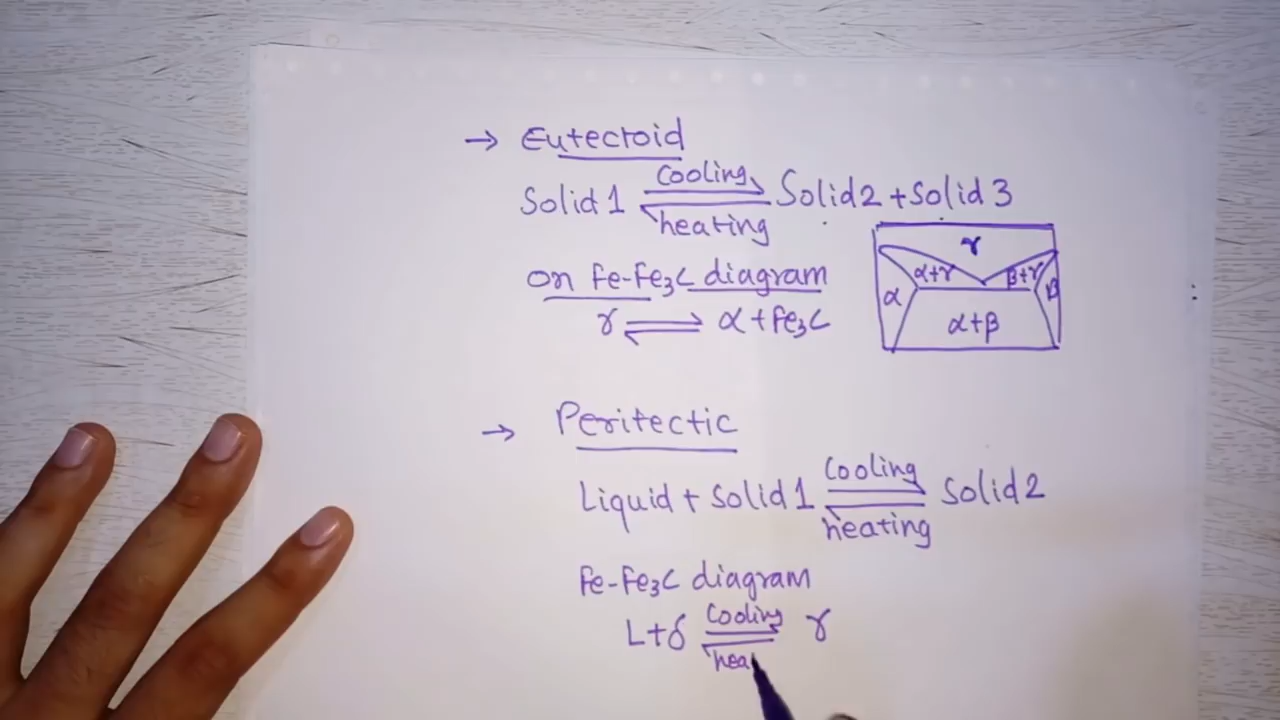 → Eutectoid
Cooling
Solid 1 ⇌ Solid 2 + Solid 3
heating
on Fe-Fe₃C diagram
γ ⇌ α + Fe₃C
γ
α+γ β+γ
α β
α+β
→ Peritectic
Cooling
Liquid + Solid 1 ⇌ Solid 2
heating
Fe-Fe₃C diagram
Cooling
L+δ ⇌ γ
hea